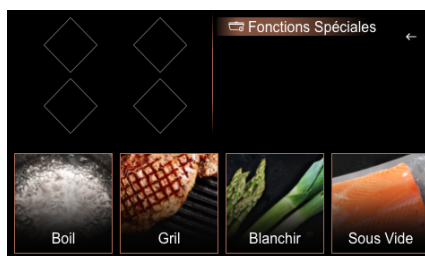 Fonctions Spéciales
Boil
Gril
Blanchir
Sous Vide